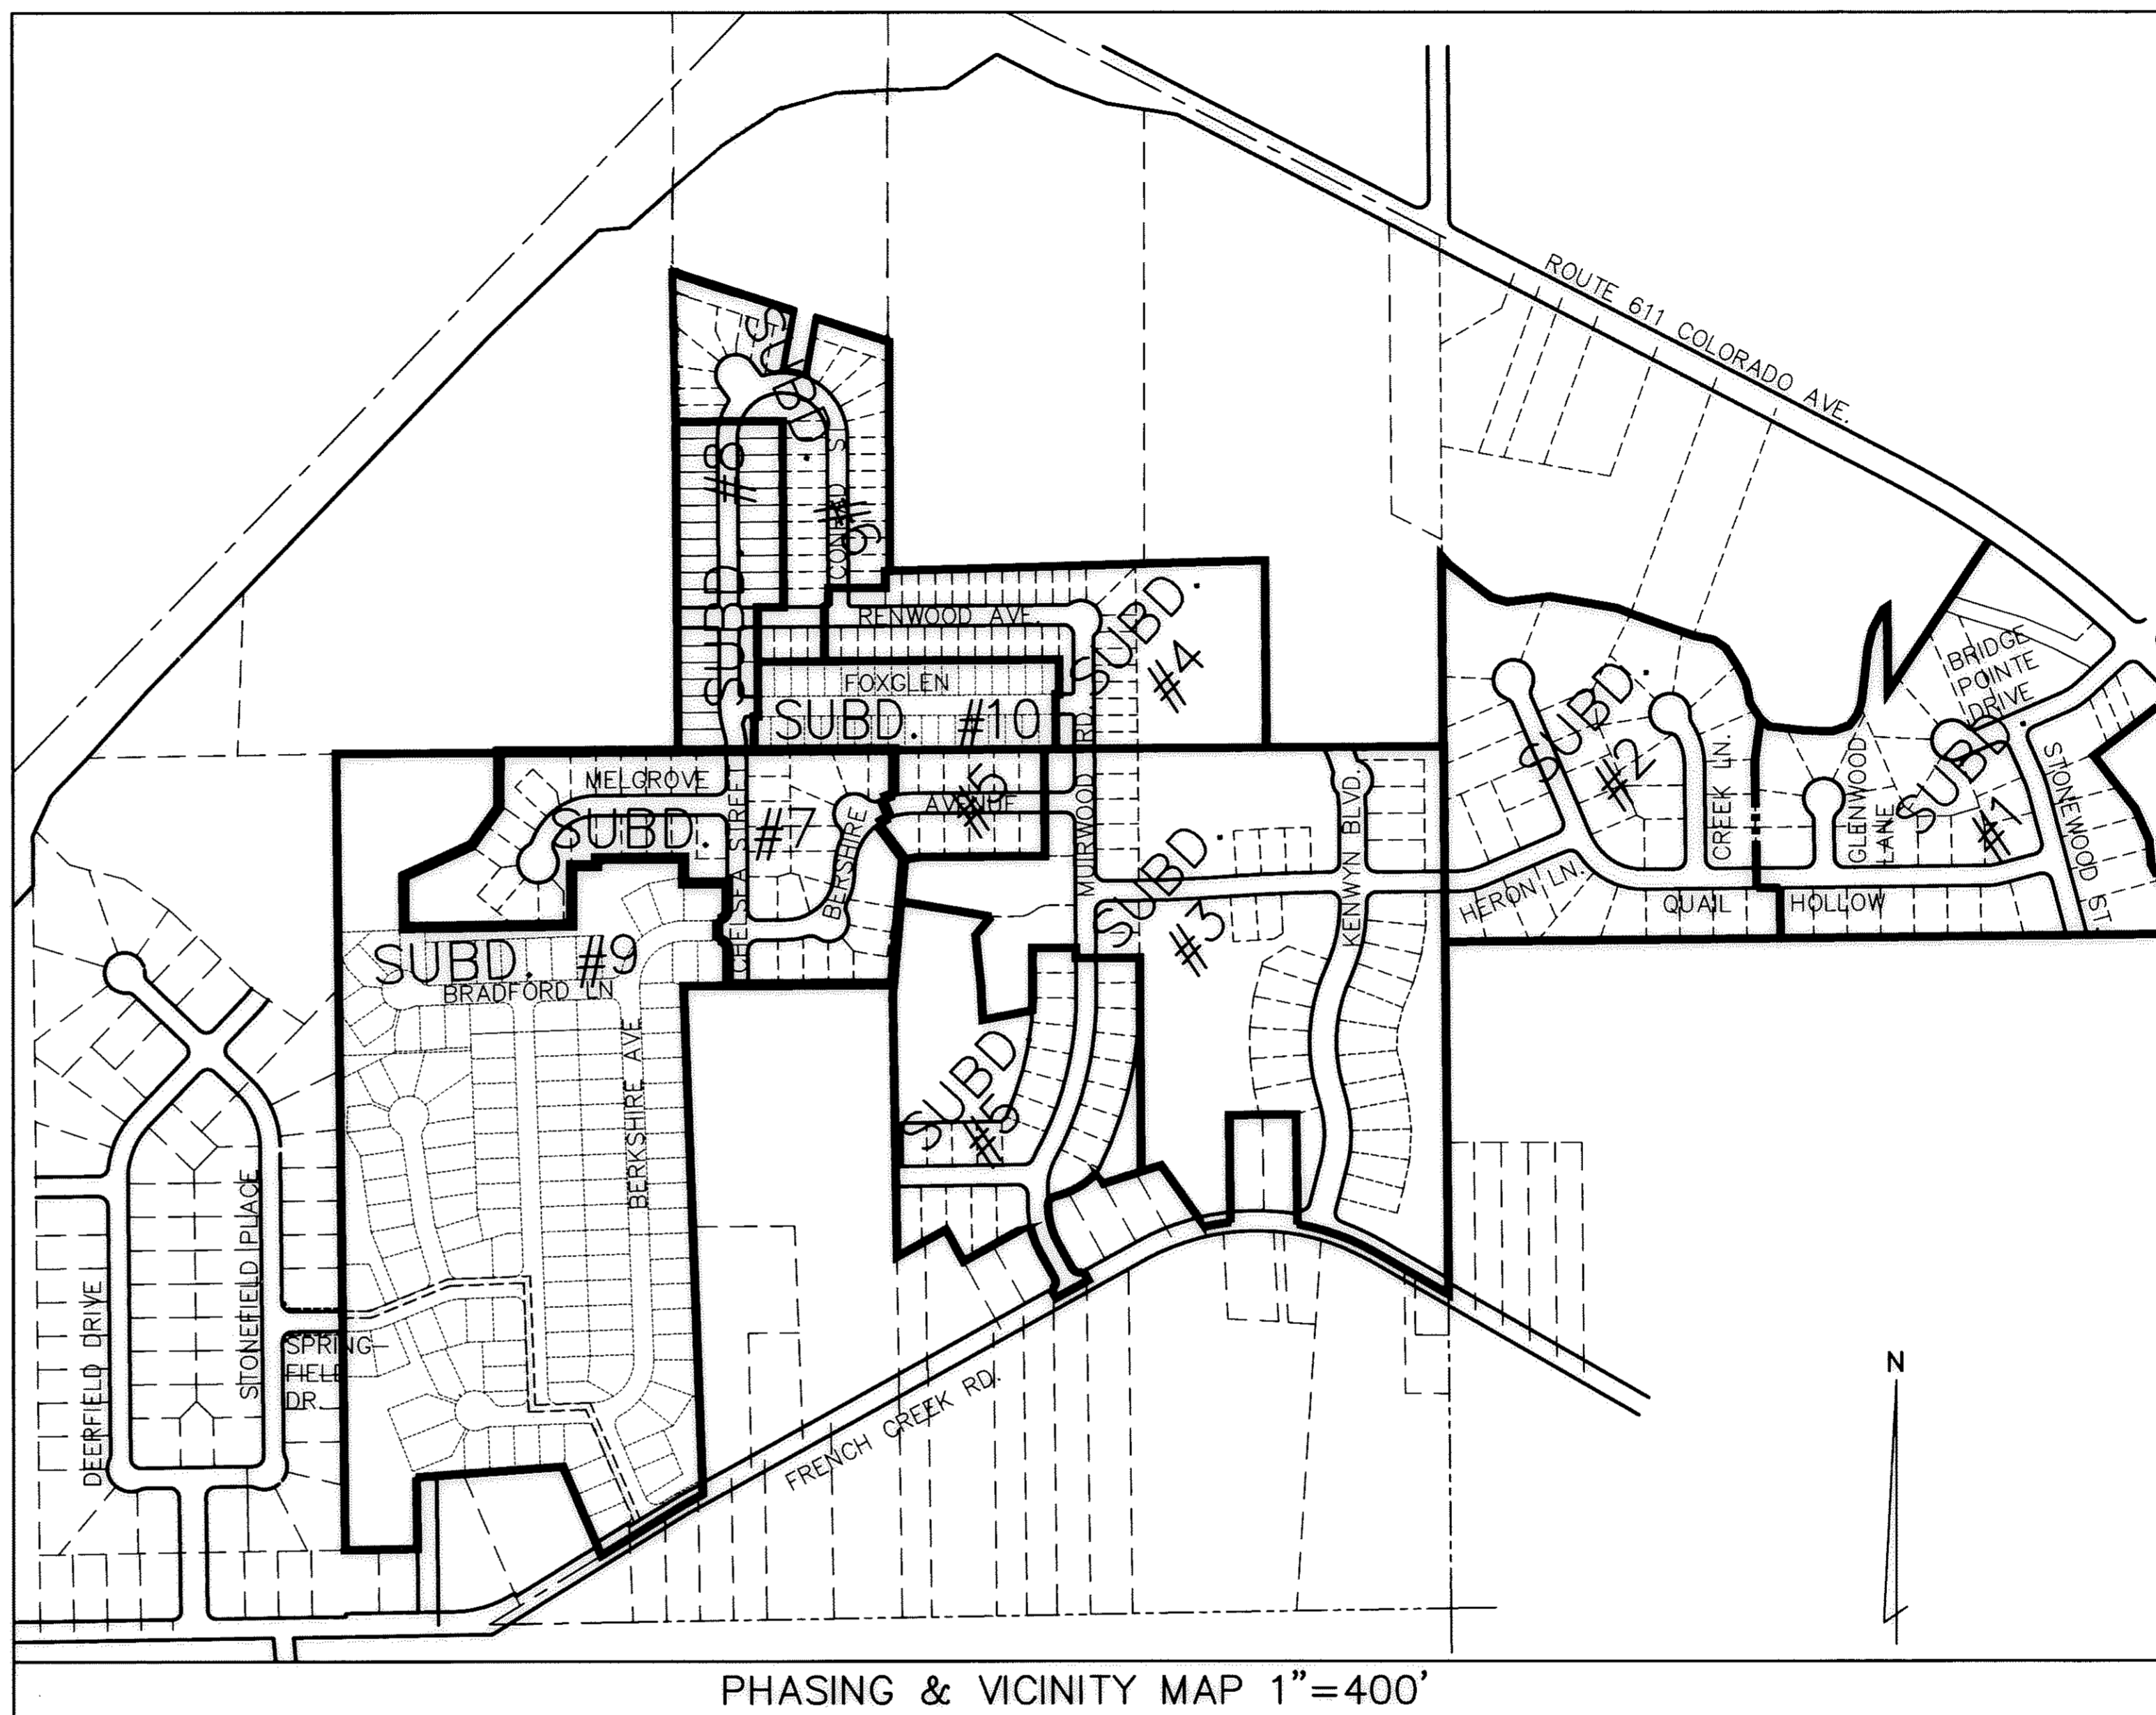 ROUTE 611 COLORADO AVE.
SUBD.
#6
SUBD. #8
RENWOOD AVE.
SUBD.
#4
FOXGLEN
SUBD. #10
BRIDGE
POINTE
DRIVE
SUBD.
#2
SUBD.
#1
CREEK LN.
GLENWOOD
LANE
STONEWOOD ST.
MELGROVE
AVENUE
#5
SUBD. #7
CHELSEA STREET
BERSHIRE
MUIRWOOD RD.
KENWYN BLVD.
SUBD.
#3
HERON LN.
QUAIL HOLLOW
SUBD. #9
BRADFORD LN
BERKSHIRE AVE
SUBD.
#5
STONEFIELD PLACE
DEERFIELD DRIVE
SPRING-
FIELD
DR.
FRENCH CREEK RD.
N
PHASING & VICINITY MAP 1"=400'